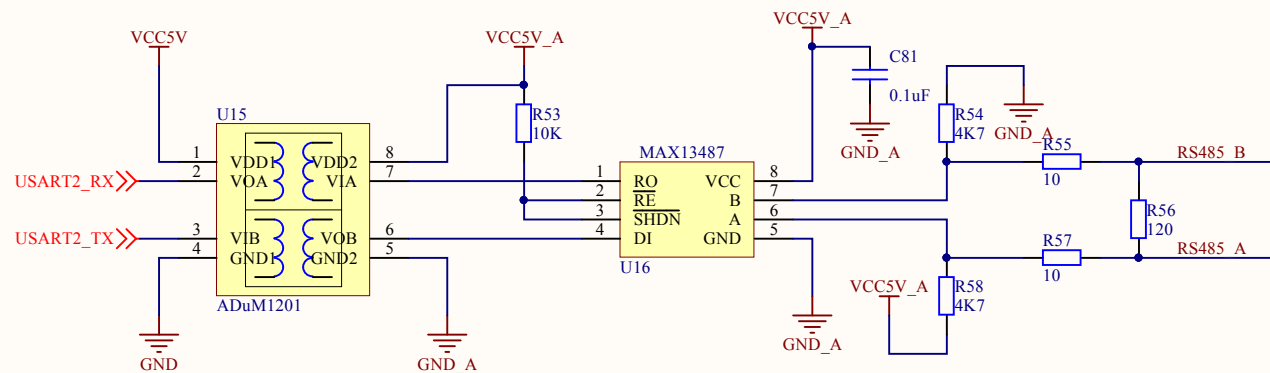 VCC5V
VCC5V_A
VCC5V_A
C81
0.1uF
GND_A
R54
4K7
GND_A
R53
10K
U15
1
VDD1
VDD2
8
2
VOA
VIA
7
3
VIB
VOB
6
4
GND1
GND2
5
ADuM1201
USART2_RX
USART2_TX
GND
GND_A
MAX13487
1
RO
VCC
8
2
RE
B
7
3
SHDN
A
6
4
DI
GND
5
U16
GND_A
R55
10
RS485_B
R56
120
R57
10
RS485_A
VCC5V_A
R58
4K7